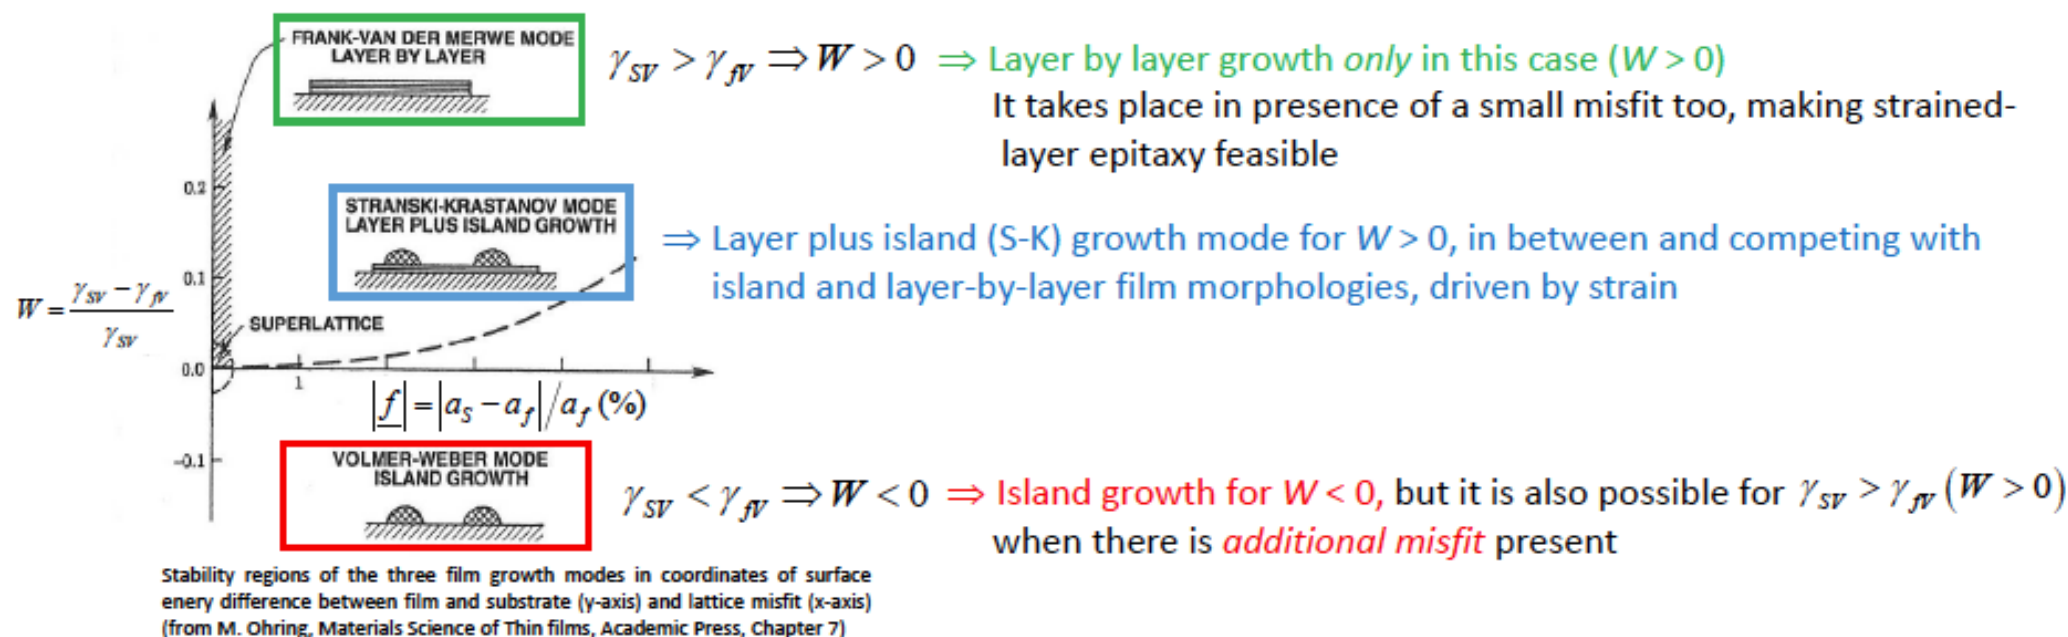 FRANK-VAN DER MERWE MODE
LAYER BY LAYER
γSV > γfV ⇒ W > 0 ⇒ Layer by layer growth only in this case (W > 0)
It takes place in presence of a small misfit too, making strained-
layer epitaxy feasible
0.2
STRANSKI-KRASTANOV MODE
LAYER PLUS ISLAND GROWTH
⇒ Layer plus island (S-K) growth mode for W > 0, in between and competing with
island and layer-by-layer film morphologies, driven by strain
0.1
W = (γSV − γfV) / γSV
SUPERLATTICE
0.0
1
|f| = |aS − af| / af (%)
−0.1
VOLMER-WEBER MODE
ISLAND GROWTH
γSV < γfV ⇒ W < 0 ⇒ Island growth for W < 0, but it is also possible for γSV > γfV (W > 0)
when there is additional misfit present
Stability regions of the three film growth modes in coordinates of surface
enery difference between film and substrate (y-axis) and lattice misfit (x-axis)
(from M. Ohring, Materials Science of Thin films, Academic Press, Chapter 7)